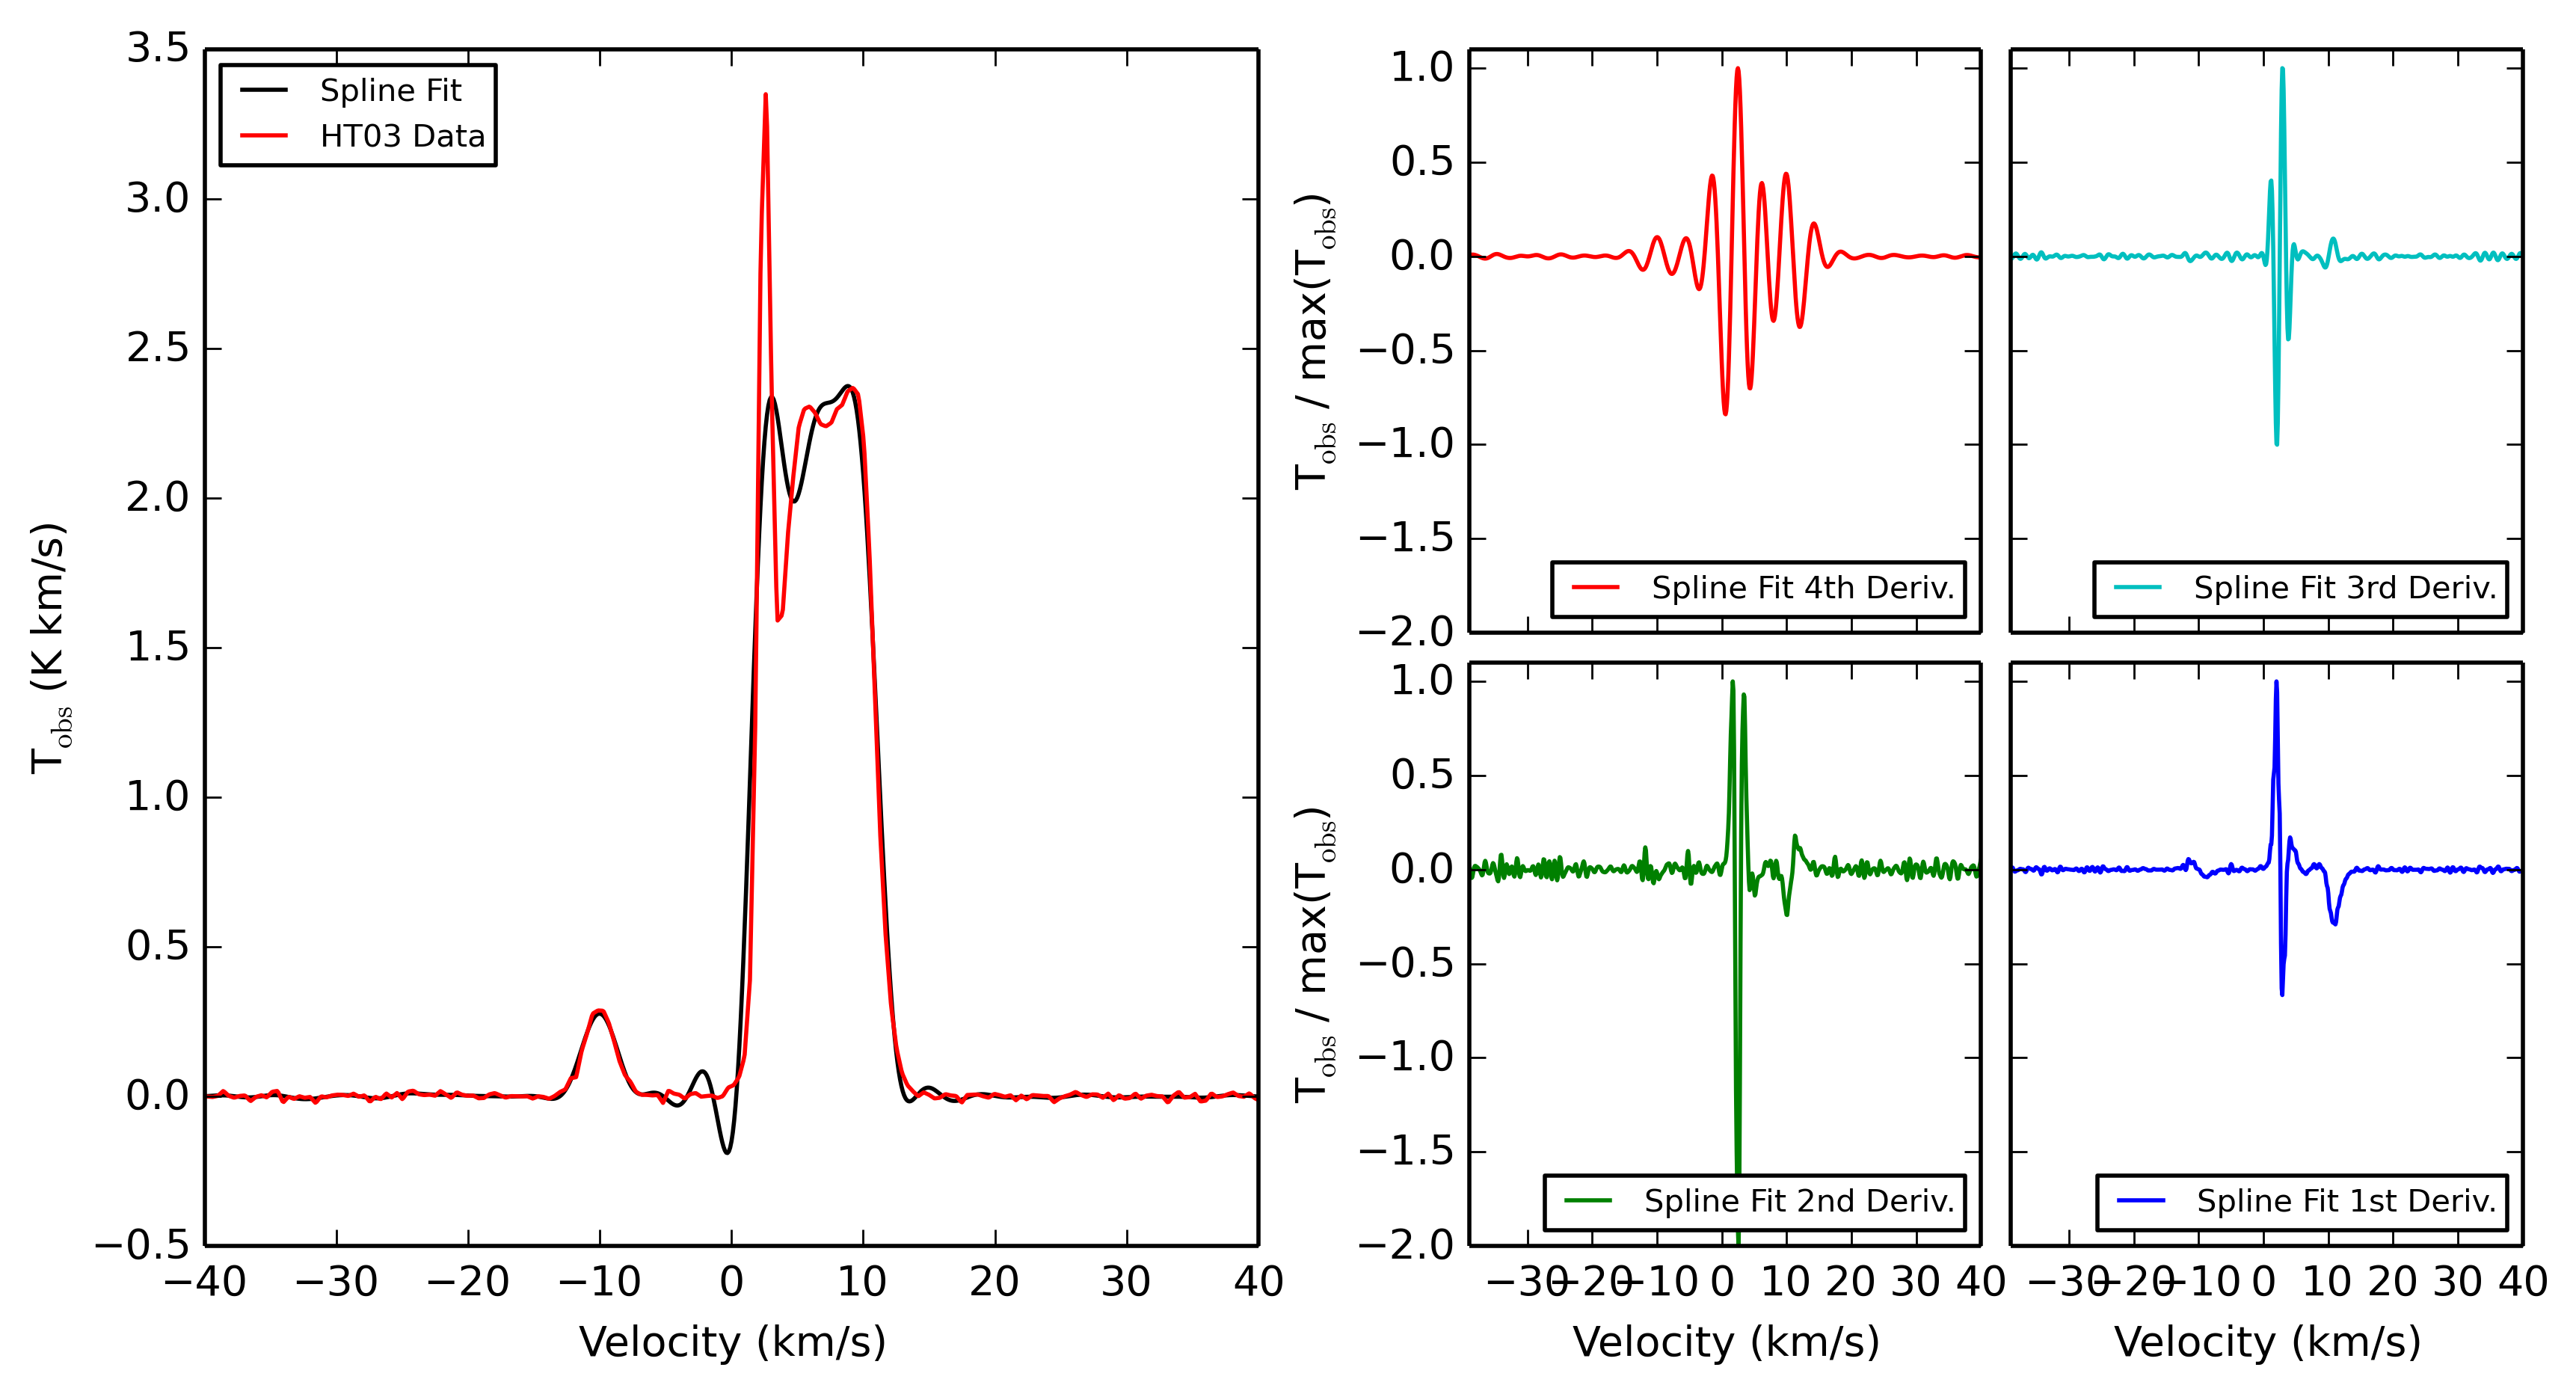 3.5
3.0
2.5
2.0
1.5
1.0
0.5
0.0
−0.5
T_obs (K km/s)
Spline Fit
HT03 Data
−40 −30 −20 −10 0 10 20 30 40
Velocity (km/s)
1.0
0.5
0.0
−0.5
−1.0
−1.5
−2.0
T_obs / max(T_obs)
Spline Fit 4th Deriv.
Spline Fit 3rd Deriv.
1.0
0.5
0.0
−0.5
−1.0
−1.5
−2.0
T_obs / max(T_obs)
Spline Fit 2nd Deriv.
Spline Fit 1st Deriv.
−30 −20 −10 0 10 20 30 40
−30 −20 −10 0 10 20 30 40
Velocity (km/s)
Velocity (km/s)